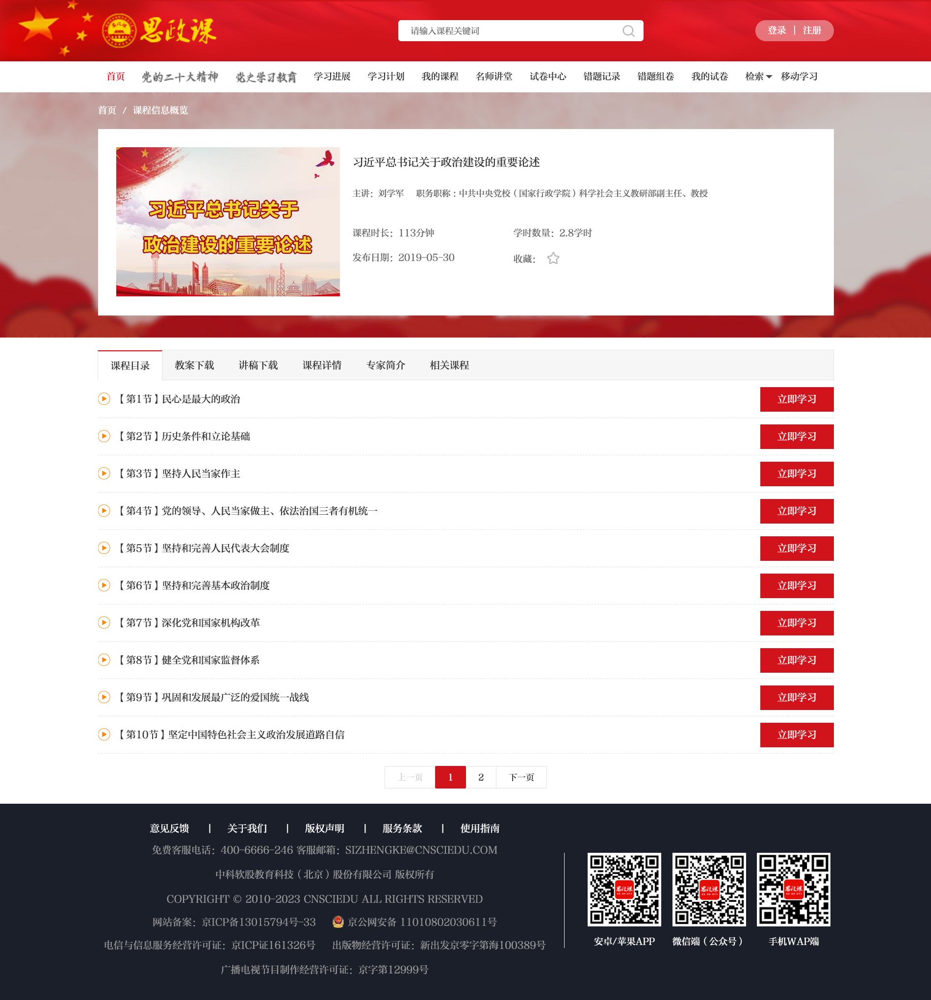 思政课
请输入课程关键词
登录 | 注册
首页 党的二十大精神 党史学习教育 学习进展 学习计划 我的课程 名师讲堂 试卷中心 错题记录 错题组卷 我的试卷 检索 移动学习
首页 / 课程信息概览
习近平总书记关于
政治建设的重要论述
习近平总书记关于政治建设的重要论述
主讲：刘学军 职务职称：中共中央党校（国家行政学院）科学社会主义教研部副主任、教授
课程时长：113分钟 学时数量：2.8学时
发布日期：2019-05-30 收藏：
课程目录 教案下载 讲稿下载 课程详情 专家简介 相关课程
【第1节】民心是最大的政治 立即学习
【第2节】历史条件和立论基础 立即学习
【第3节】坚持人民当家作主 立即学习
【第4节】党的领导、人民当家做主、依法治国三者有机统一 立即学习
【第5节】坚持和完善人民代表大会制度 立即学习
【第6节】坚持和完善基本政治制度 立即学习
【第7节】深化党和国家机构改革 立即学习
【第8节】健全党和国家监督体系 立即学习
【第9节】巩固和发展最广泛的爱国统一战线 立即学习
【第10节】坚定中国特色社会主义政治发展道路自信 立即学习
上一页 1 2 下一页
意见反馈 | 关于我们 | 版权声明 | 服务条款 | 使用指南
免费客服电话：400-6666-246 客服邮箱：SIZHENGKE@CNSCIEDU.COM
中科软股教育科技（北京）股份有限公司 版权所有
COPYRIGHT © 2010-2023 CNSCIEDU ALL RIGHTS RESERVED
网站备案：京ICP备13015794号-33 京公网安备 11010802030611号
电信与信息服务经营许可证：京ICP证161326号 出版物经营许可证：新出发京零字第海100389号
广播电视节目制作经营许可证：京字第12999号
思政课 思政课 思政课
安卓/苹果APP 微信端（公众号） 手机WAP端